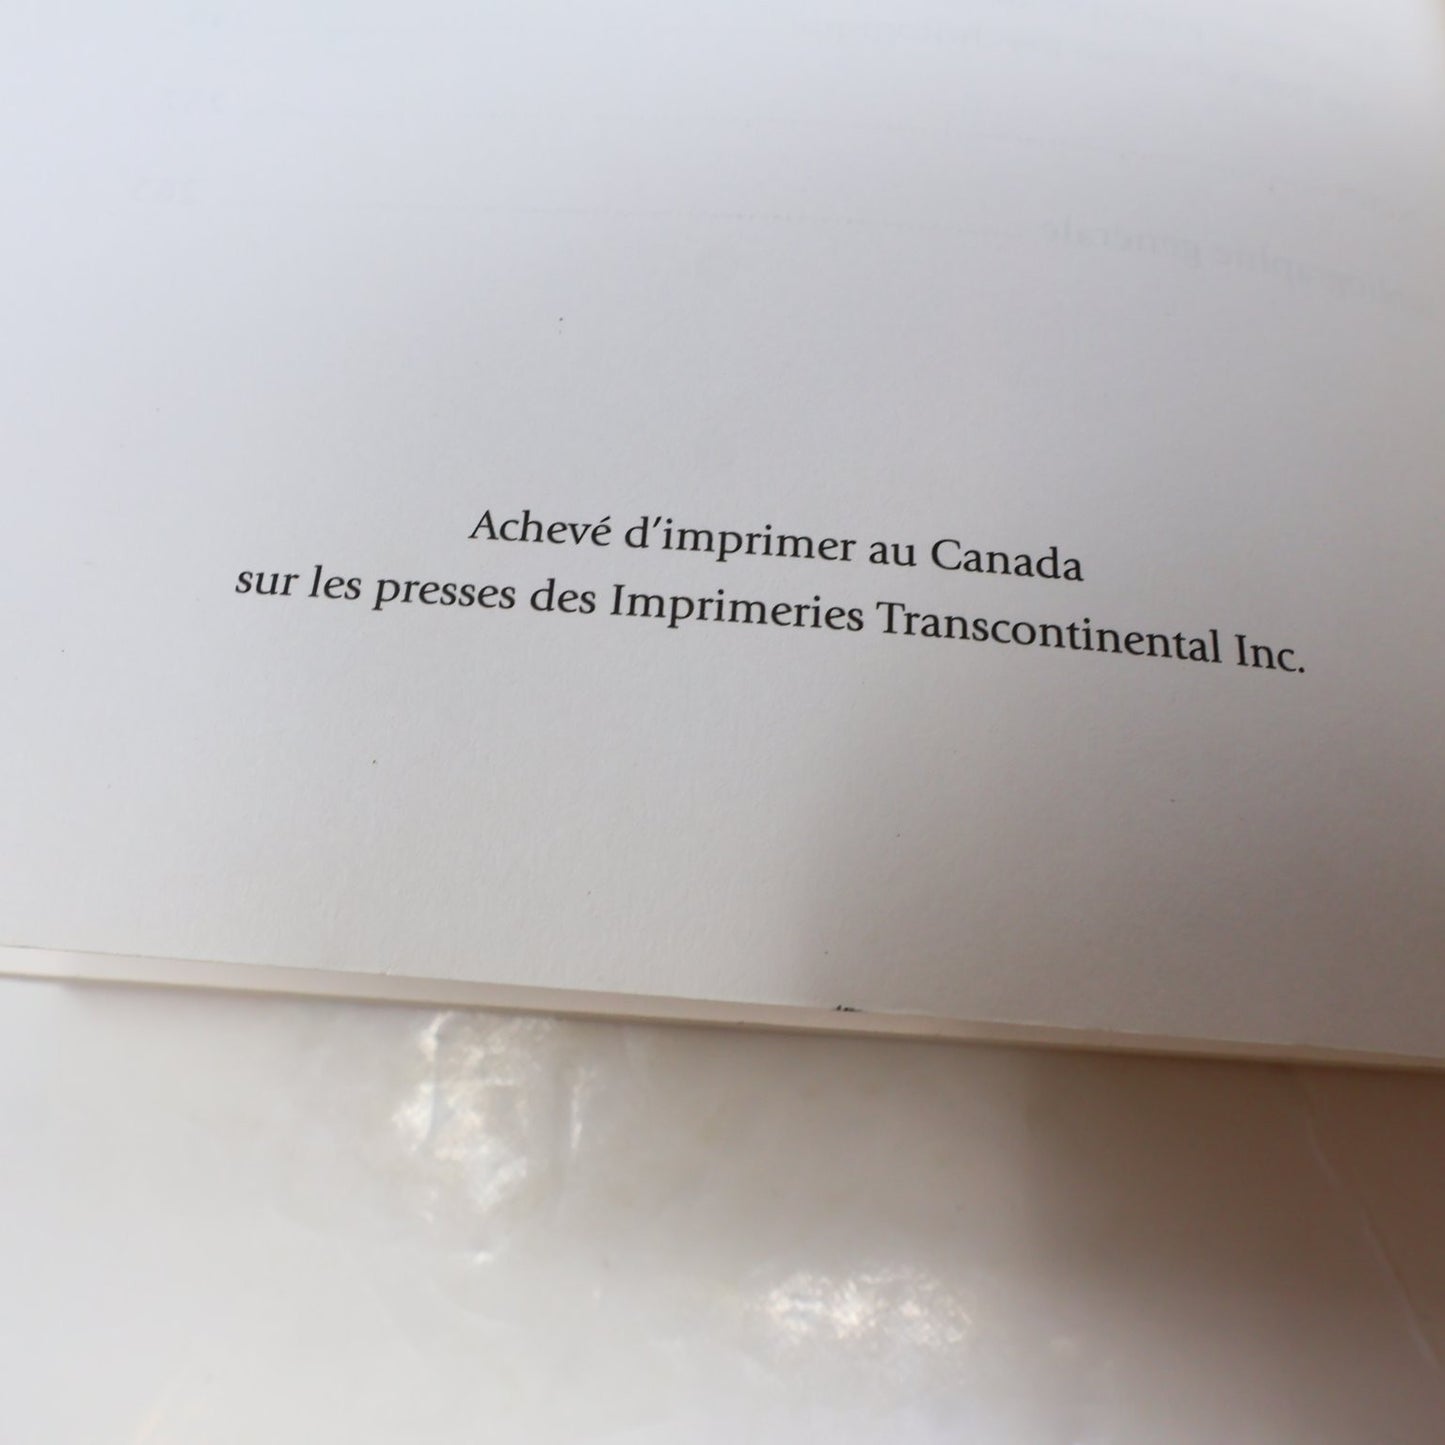 Achevé d'imprimer au Canada
sur les presses des Imprimeries Transcontinental Inc.